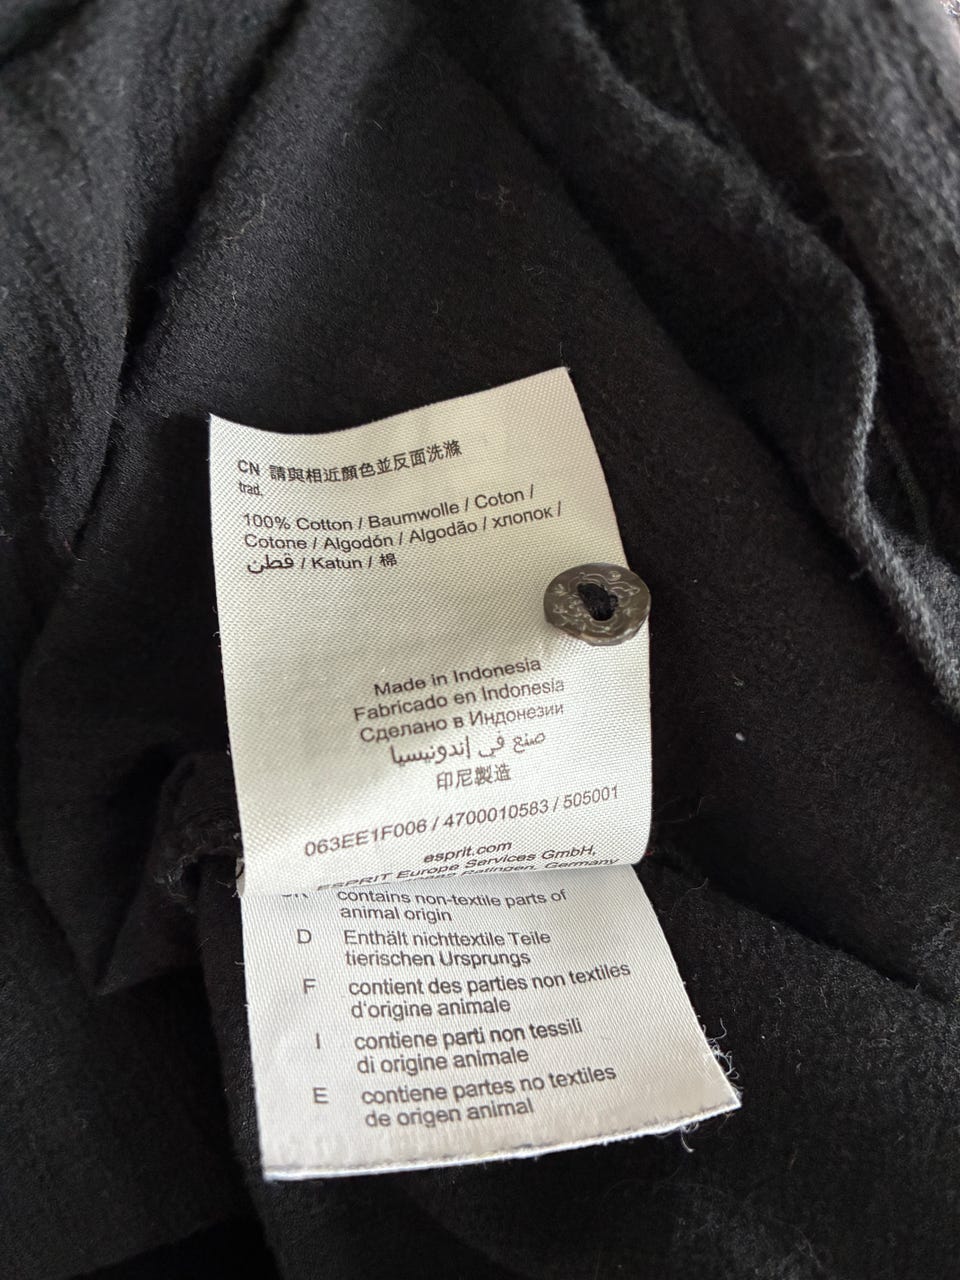 CN 請與相近顏色並反面洗滌
trad.
100% Cotton / Baumwolle / Coton /
Cotone / Algodón / Algodão / хлопок /
قطن / Katun / 棉
Made in Indonesia
Fabricado en Indonesia
Сделано в Индонезии
صنع في إندونيسيا
印尼製造
063EE1F006 / 4700010583 / 505001
esprit.com
ESPRIT Europe Services GmbH,
Ratingen, Germany
contains non-textile parts of
animal origin
D Enthält nichttextile Teile
tierischen Ursprungs
F contient des parties non textiles
d'origine animale
I contiene parti non tessili
di origine animale
E contiene partes no textiles
de origen animal